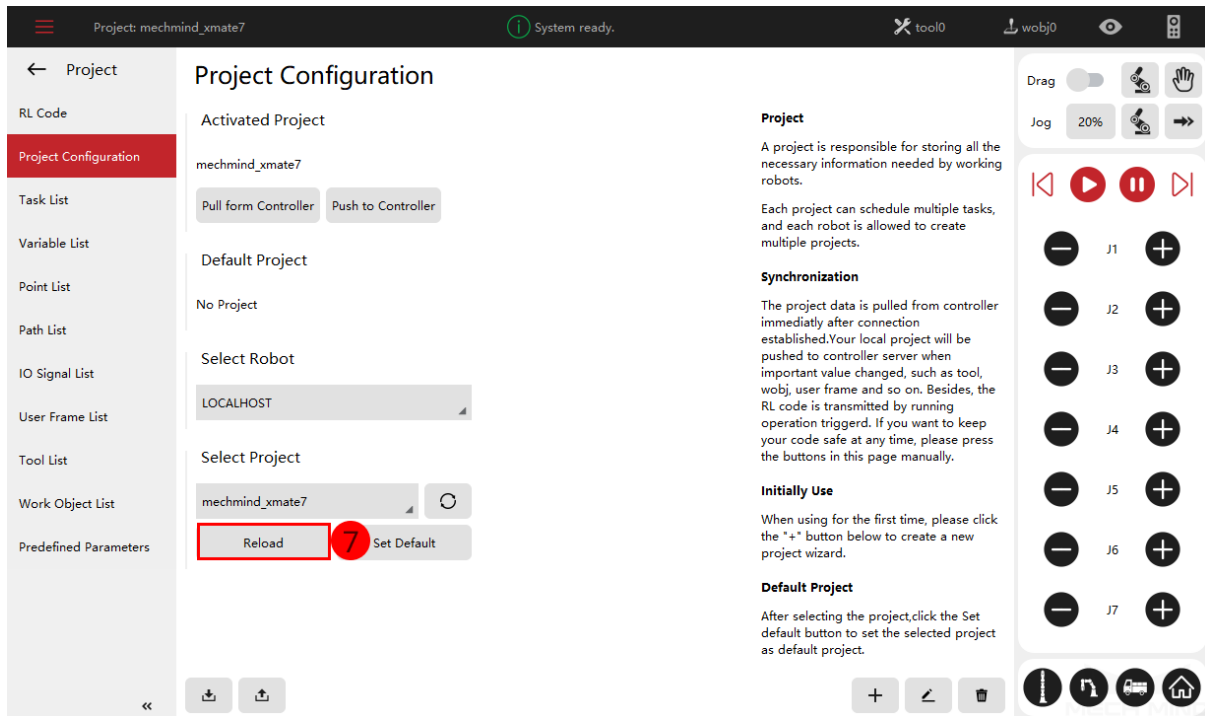 Project: mechmind_xmate7
System ready.
tool0
wobj0
Project
RL Code
Project Configuration
Task List
Variable List
Point List
Path List
IO Signal List
User Frame List
Tool List
Work Object List
Predefined Parameters
«
Project Configuration
Activated Project
mechmind_xmate7
Pull form Controller
Push to Controller
Default Project
No Project
Select Robot
LOCALHOST
Select Project
mechmind_xmate7
Reload
7
Set Default
Project
A project is responsible for storing all the
necessary information needed by working
robots.
Each project can schedule multiple tasks,
and each robot is allowed to create
multiple projects.
Synchronization
The project data is pulled from controller
immediatly after connection
established.Your local project will be
pushed to controller server when
important value changed, such as tool,
wobj, user frame and so on. Besides, the
RL code is transmitted by running
operation triggerd. If you want to keep
your code safe at any time, please press
the buttons in this page manually.
Initially Use
When using for the first time, please click
the "+" button below to create a new
project wizard.
Default Project
After selecting the project,click the Set
default button to set the selected project
as default project.
Drag
Jog
20%
J1
J2
J3
J4
J5
J6
J7